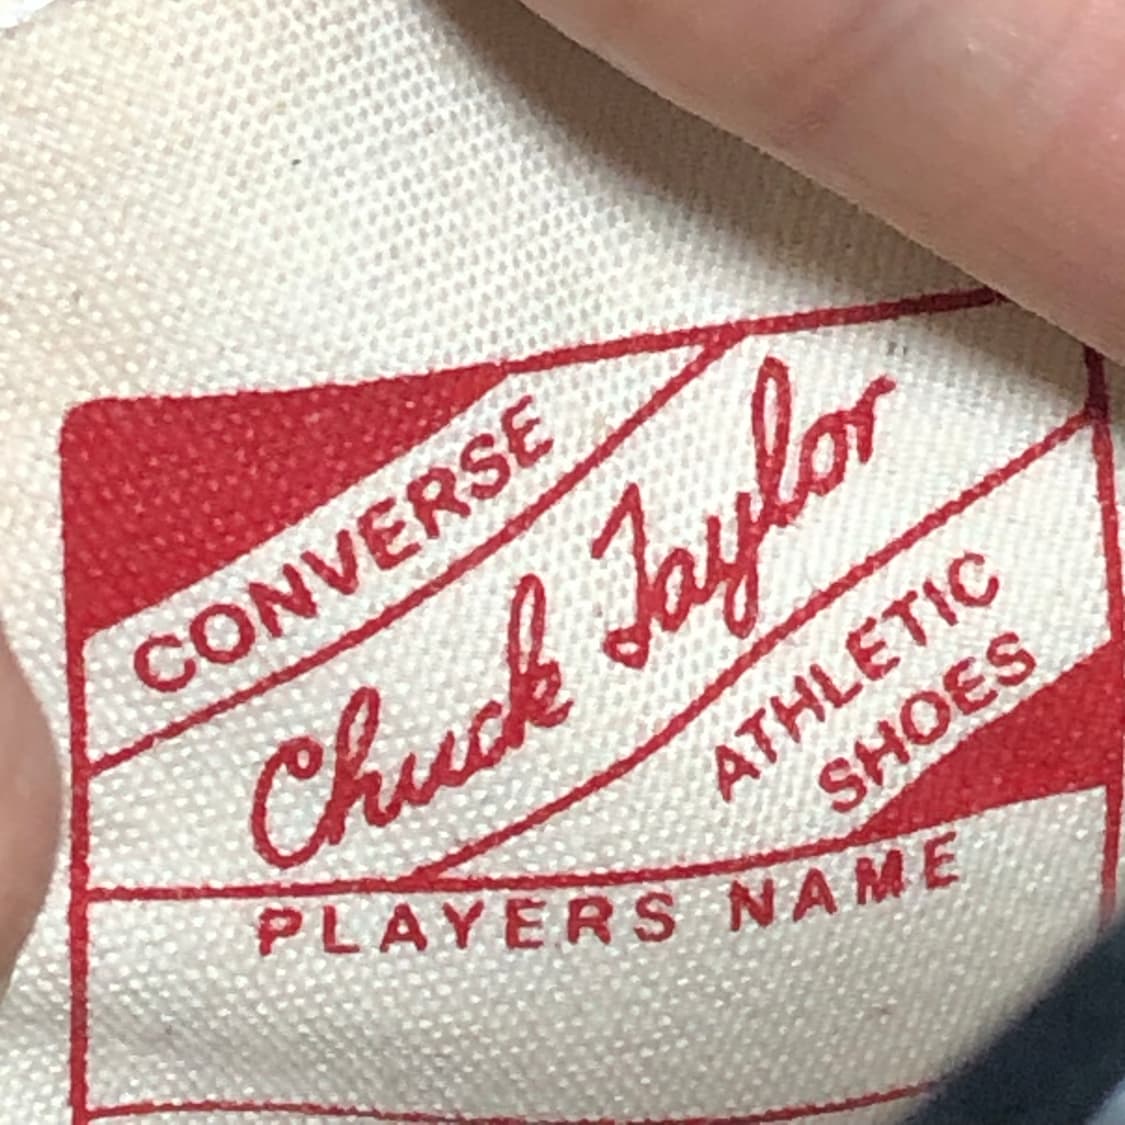 CONVERSE
Chuck Taylor
ATHLETIC
SHOES
PLAYERS NAME